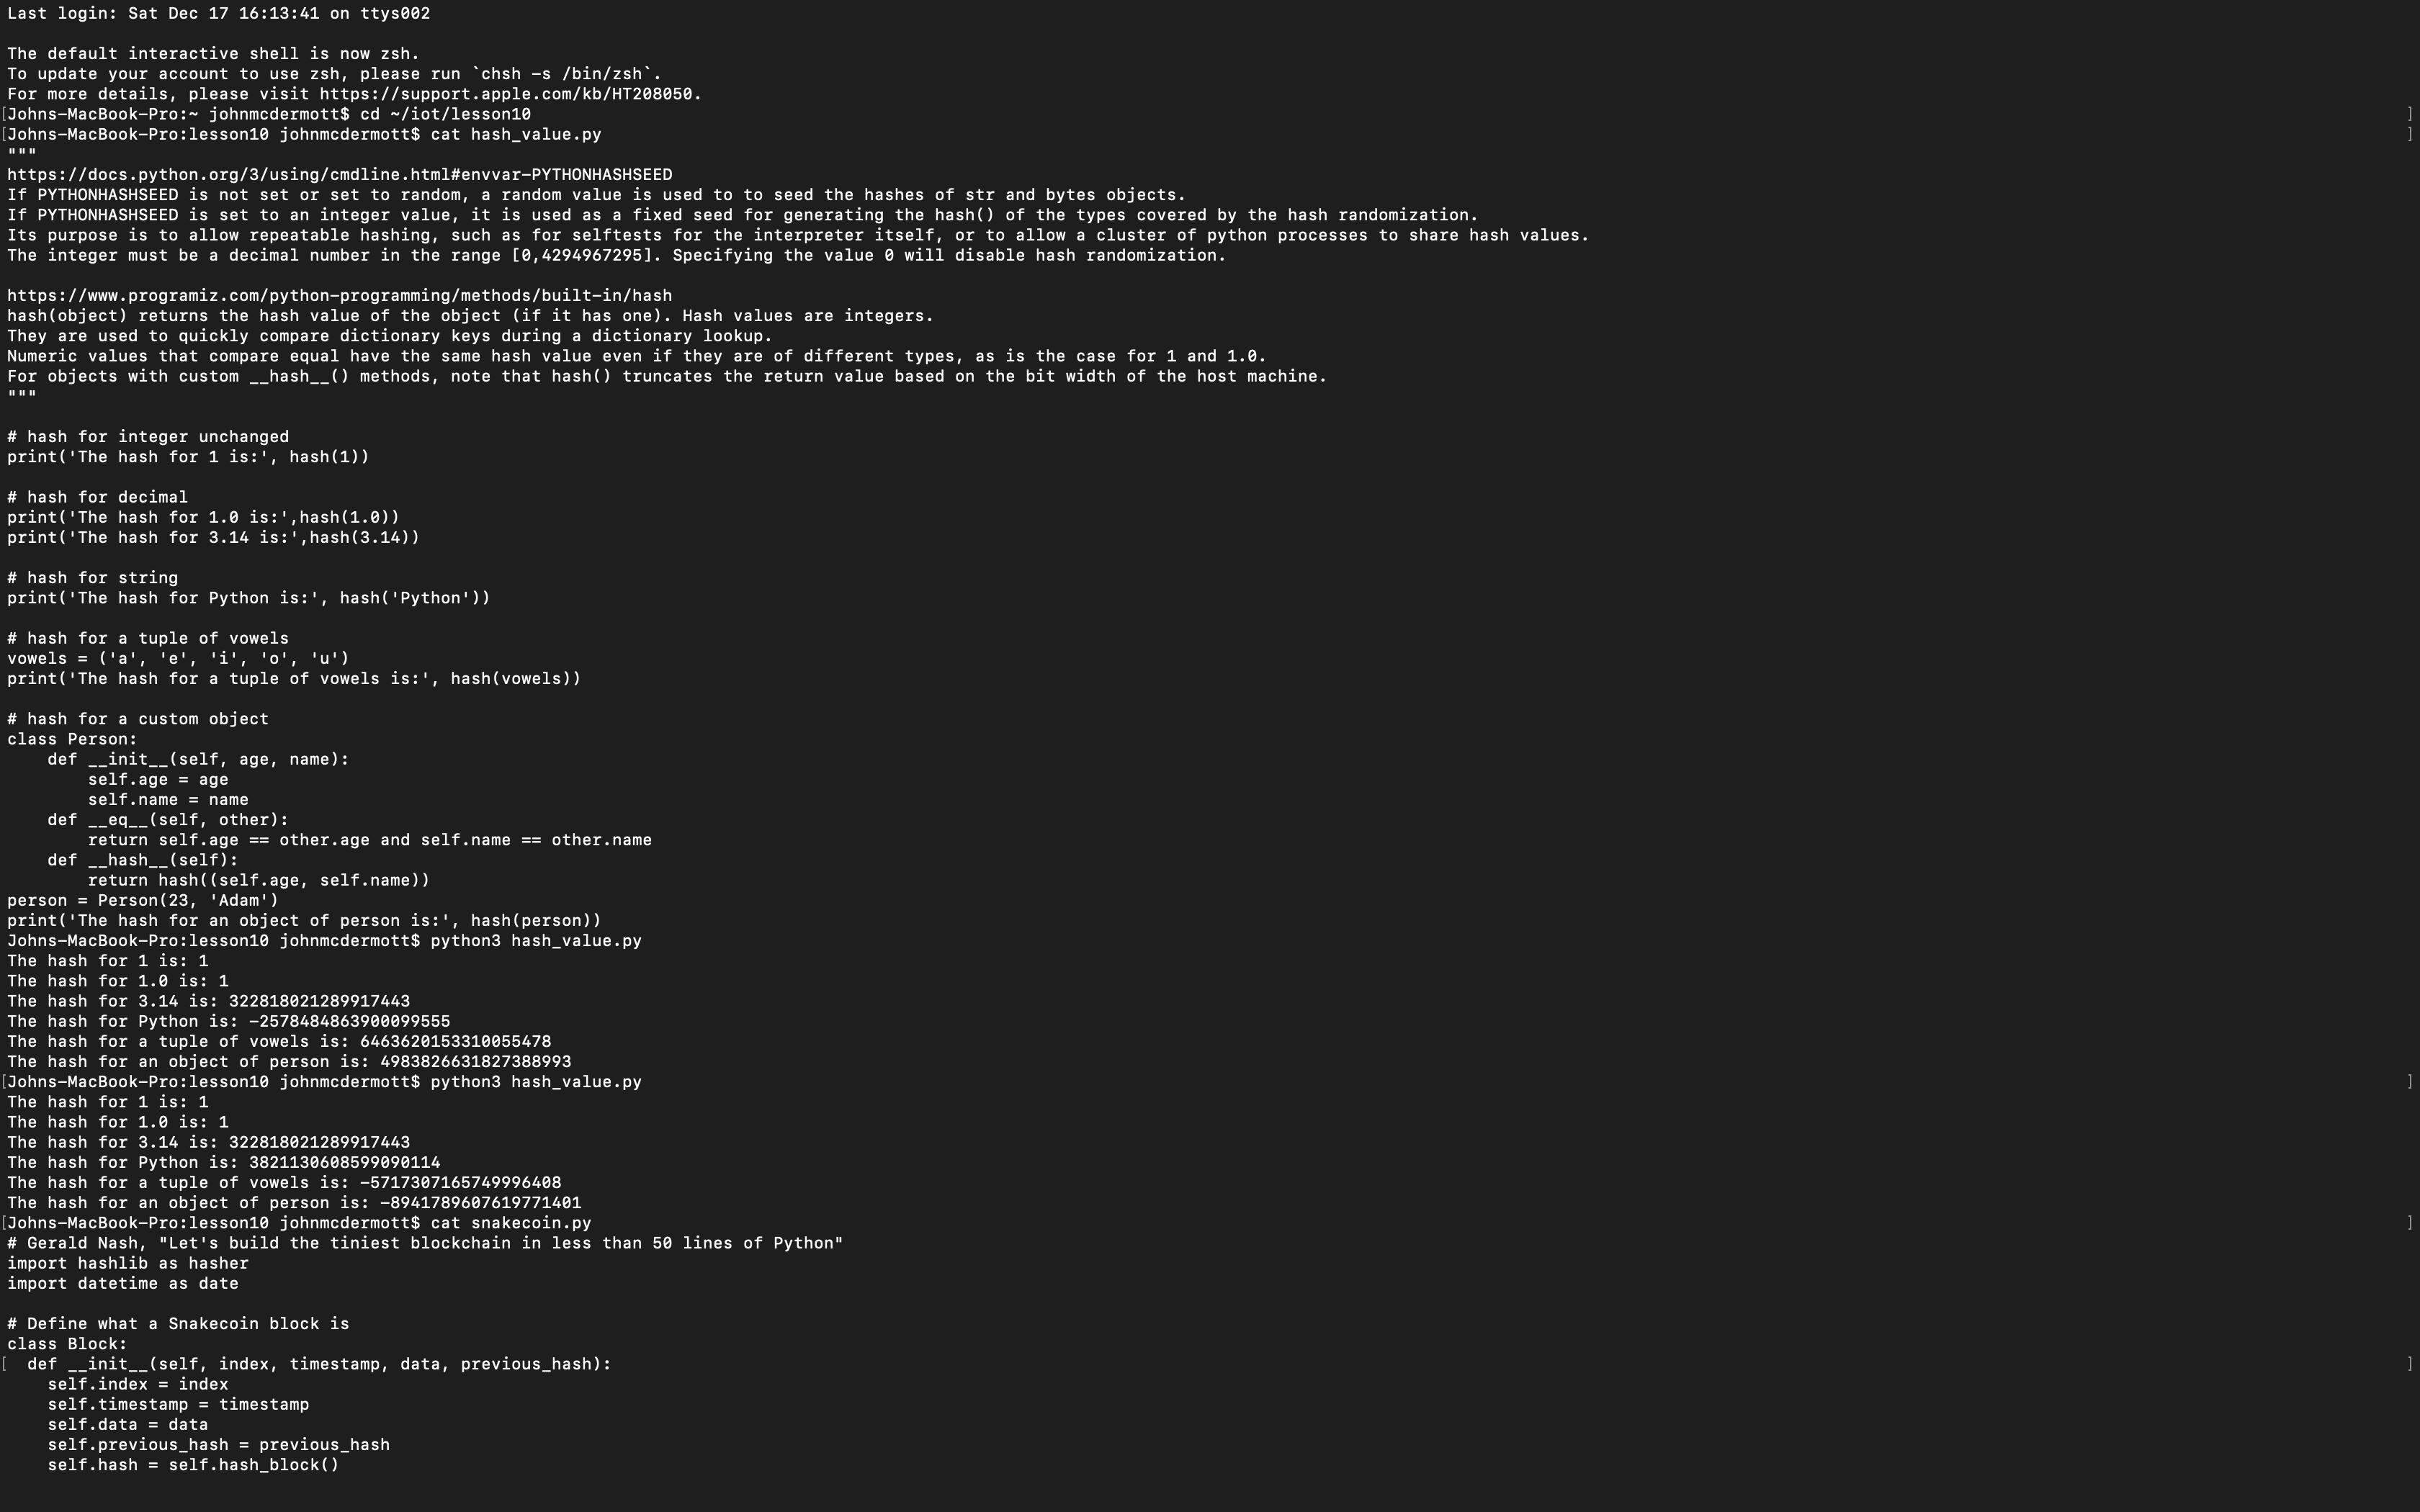 Last login: Sat Dec 17 16:13:41 on ttys002

The default interactive shell is now zsh.
To update your account to use zsh, please run `chsh -s /bin/zsh`.
For more details, please visit https://support.apple.com/kb/HT208050.
[Johns-MacBook-Pro:~ johnmcdermott$ cd ~/iot/lesson10 ]
[Johns-MacBook-Pro:lesson10 johnmcdermott$ cat hash_value.py ]
"""
https://docs.python.org/3/using/cmdline.html#envvar-PYTHONHASHSEED
If PYTHONHASHSEED is not set or set to random, a random value is used to to seed the hashes of str and bytes objects.
If PYTHONHASHSEED is set to an integer value, it is used as a fixed seed for generating the hash() of the types covered by the hash randomization.
Its purpose is to allow repeatable hashing, such as for selftests for the interpreter itself, or to allow a cluster of python processes to share hash values.
The integer must be a decimal number in the range [0,4294967295]. Specifying the value 0 will disable hash randomization.

https://www.programiz.com/python-programming/methods/built-in/hash
hash(object) returns the hash value of the object (if it has one). Hash values are integers.
They are used to quickly compare dictionary keys during a dictionary lookup.
Numeric values that compare equal have the same hash value even if they are of different types, as is the case for 1 and 1.0.
For objects with custom __hash__() methods, note that hash() truncates the return value based on the bit width of the host machine.
"""

# hash for integer unchanged
print('The hash for 1 is:', hash(1))

# hash for decimal
print('The hash for 1.0 is:',hash(1.0))
print('The hash for 3.14 is:',hash(3.14))

# hash for string
print('The hash for Python is:', hash('Python'))

# hash for a tuple of vowels
vowels = ('a', 'e', 'i', 'o', 'u')
print('The hash for a tuple of vowels is:', hash(vowels))

# hash for a custom object
class Person:
    def __init__(self, age, name):
        self.age = age
        self.name = name
    def __eq__(self, other):
        return self.age == other.age and self.name == other.name
    def __hash__(self):
        return hash((self.age, self.name))
person = Person(23, 'Adam')
print('The hash for an object of person is:', hash(person))
Johns-MacBook-Pro:lesson10 johnmcdermott$ python3 hash_value.py
The hash for 1 is: 1
The hash for 1.0 is: 1
The hash for 3.14 is: 322818021289917443
The hash for Python is: -2578484863900099555
The hash for a tuple of vowels is: 6463620153310055478
The hash for an object of person is: 4983826631827388993
[Johns-MacBook-Pro:lesson10 johnmcdermott$ python3 hash_value.py ]
The hash for 1 is: 1
The hash for 1.0 is: 1
The hash for 3.14 is: 322818021289917443
The hash for Python is: 3821130608599090114
The hash for a tuple of vowels is: -5717307165749996408
The hash for an object of person is: -8941789607619771401
[Johns-MacBook-Pro:lesson10 johnmcdermott$ cat snakecoin.py ]
# Gerald Nash, "Let's build the tiniest blockchain in less than 50 lines of Python"
import hashlib as hasher
import datetime as date

# Define what a Snakecoin block is
class Block:
[  def __init__(self, index, timestamp, data, previous_hash): ]
    self.index = index
    self.timestamp = timestamp
    self.data = data
    self.previous_hash = previous_hash
    self.hash = self.hash_block()